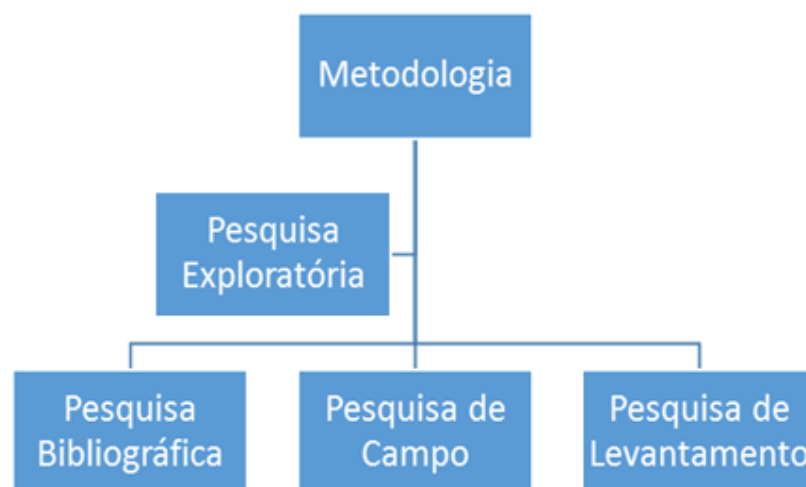 Metodologia
Pesquisa
Exploratória
Pesquisa
Bibliográfica
Pesquisa de
Campo
Pesquisa de
Levantamento